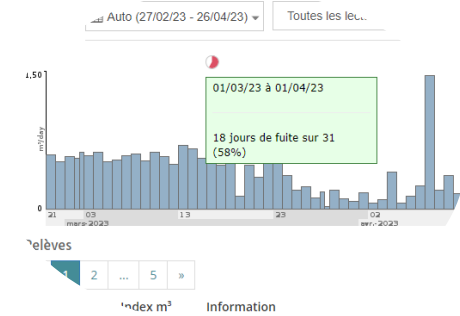 Auto (27/02/23 - 26/04/23)
Toutes les lect.
1,50
01/03/23 à 01/04/23
18 jours de fuite sur 31
(58%)
m³/day
0
21 03 13 23 02
mars-2023 avr.-2023
Relèves
1 2 ... 5 »
Index m³ Information